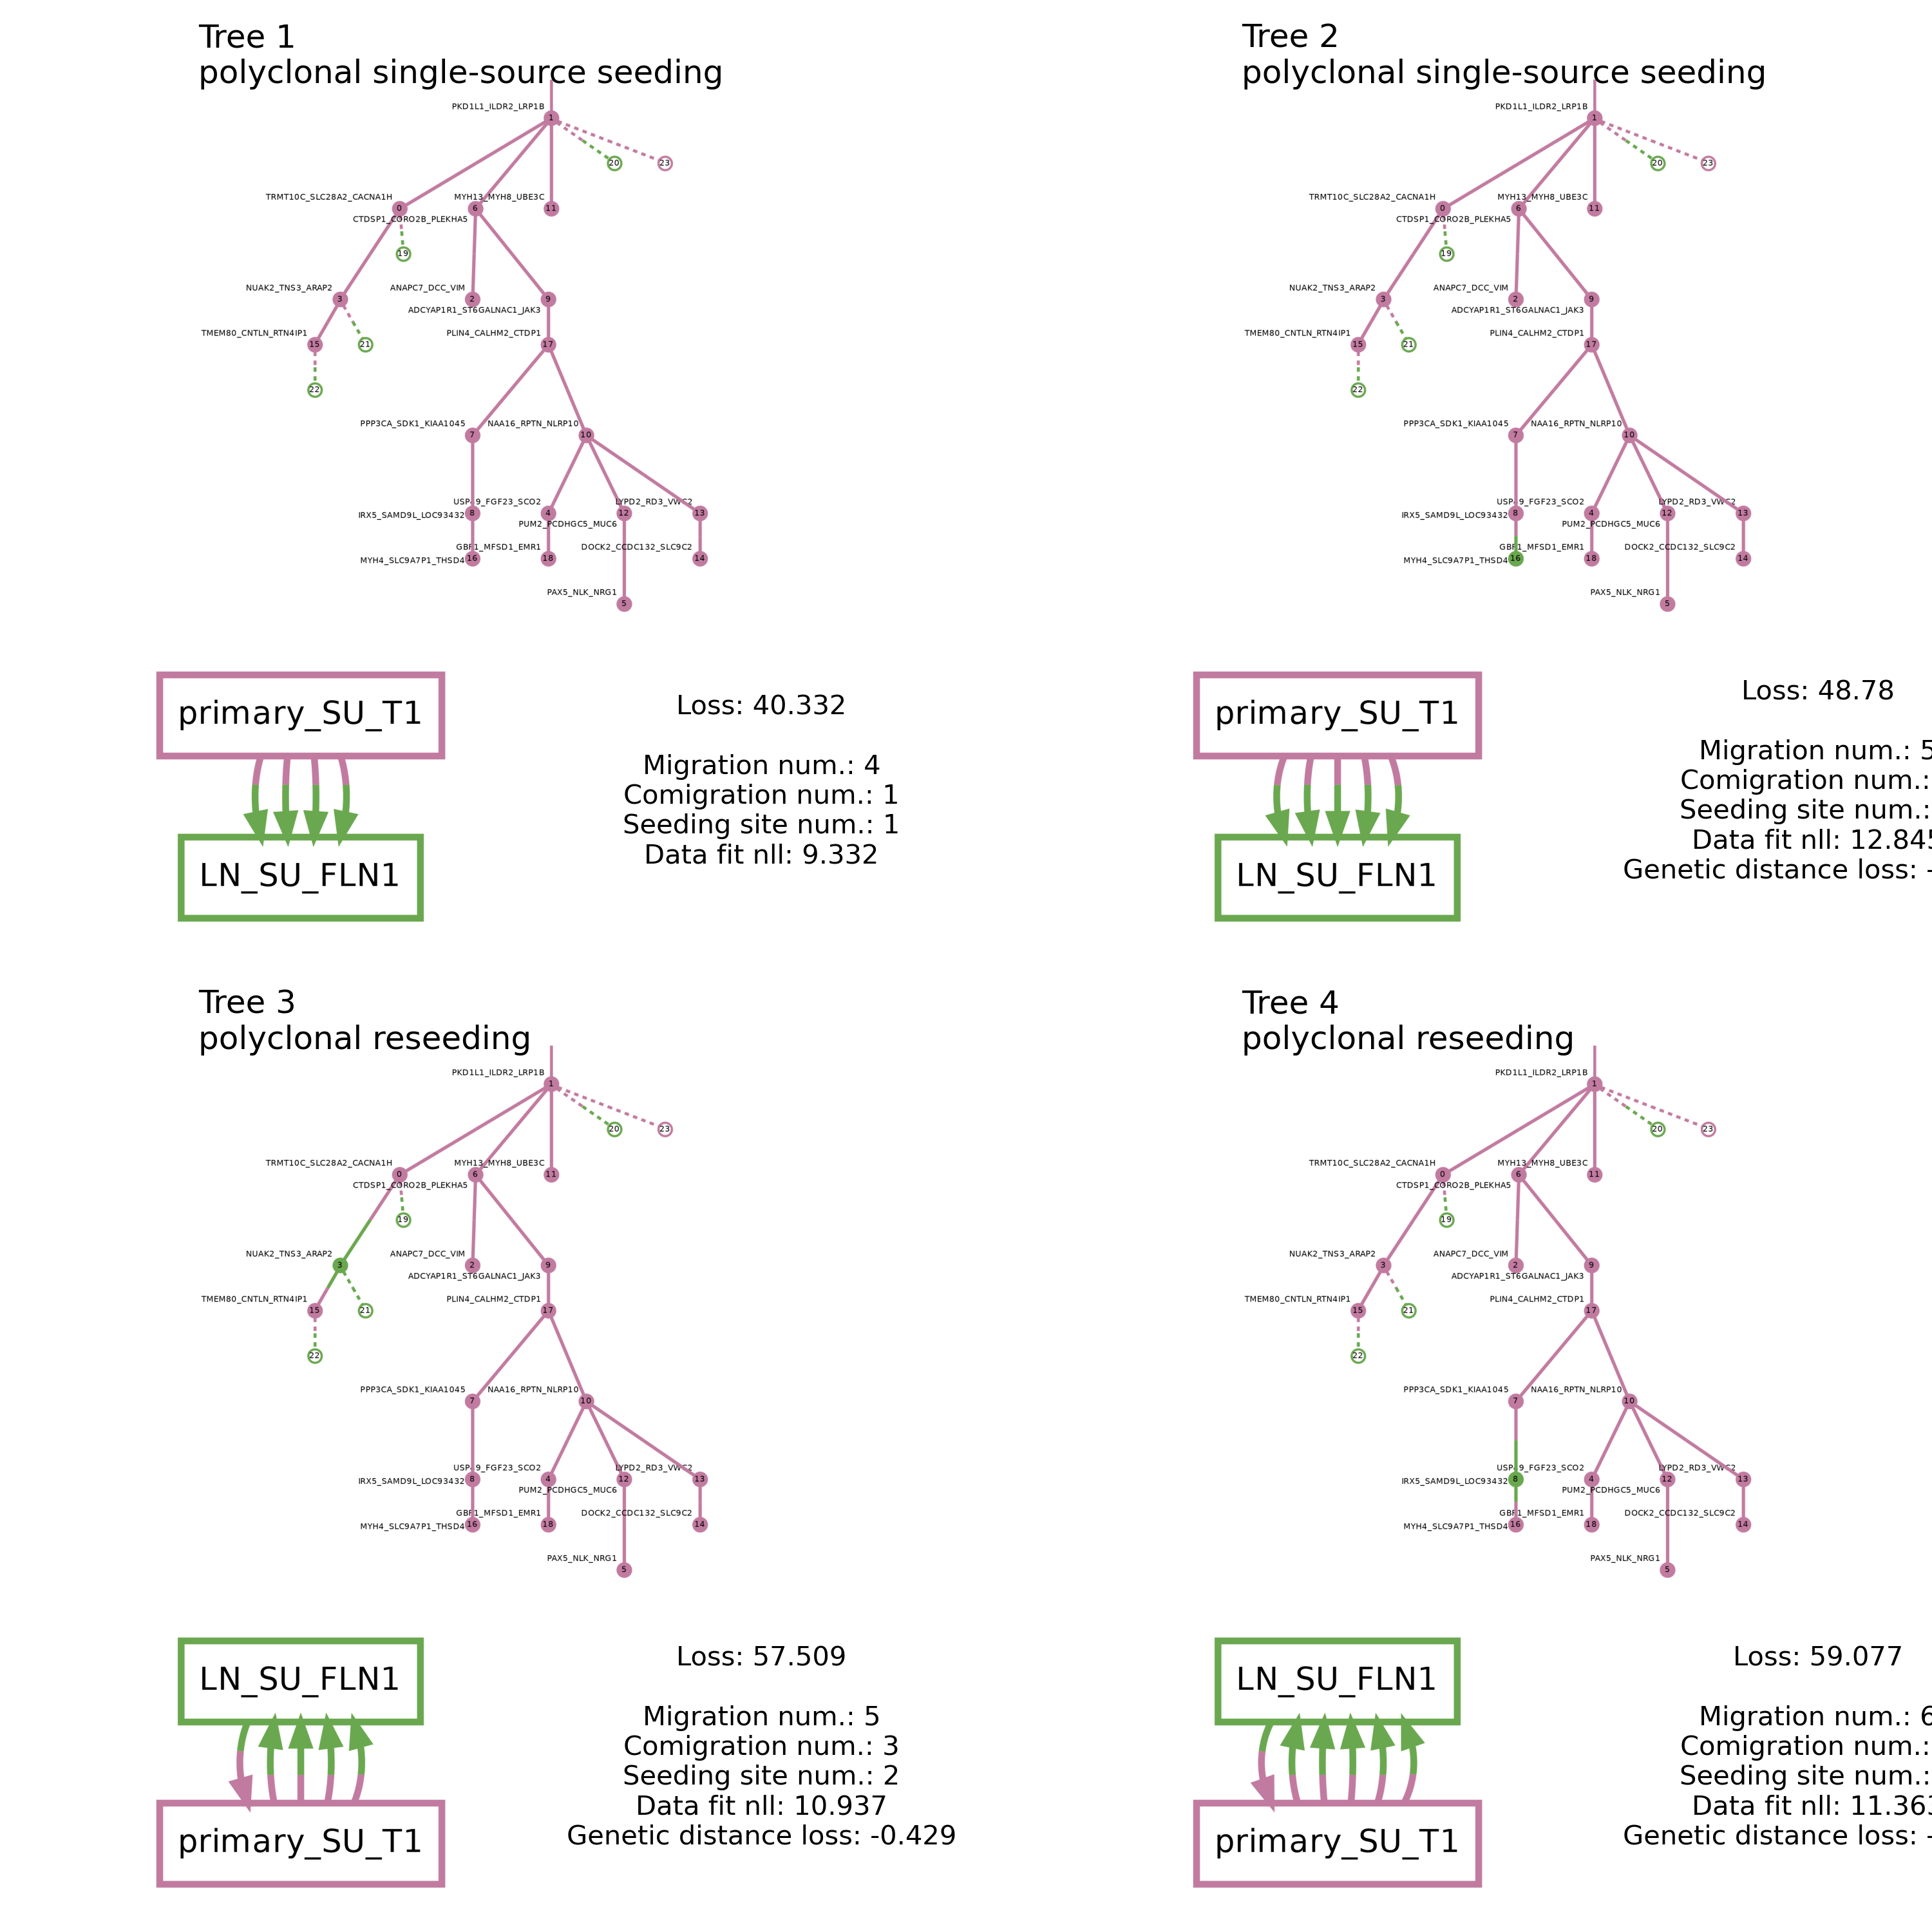 Tree 1
polyclonal single-source seeding
PKD1L1_ILDR2_LRP1B
1
20
23
TRMT10C_SLC28A2_CACNA1H
MYH13_MYH8_UBE3C
0
6
11
CTDSP1_CORO2B_PLEKHA5
19
NUAK2_TNS3_ARAP2
ANAPC7_DCC_VIM
3
2
9
ADCYAP1R1_ST6GALNAC1_JAK3
TMEM80_CNTLN_RTN4IP1
PLIN4_CALHM2_CTDP1
15
21
17
22
PPP3CA_SDK1_KIAA1045
NAA16_RPTN_NLRP10
7
10
USP49_FGF23_SCO2
LYPD2_RD3_VWC2
IRX5_SAMD9L_LOC93432
8
4
12
13
PUM2_PCDHGC5_MUC6
GBF1_MFSD1_EMR1
DOCK2_CCDC132_SLC9C2
MYH4_SLC9A7P1_THSD4
16
18
14
PAX5_NLK_NRG1
5
primary_SU_T1
LN_SU_FLN1
Loss: 40.332
Migration num.: 4
Comigration num.: 1
Seeding site num.: 1
Data fit nll: 9.332
Tree 2
polyclonal single-source seeding
PKD1L1_ILDR2_LRP1B
1
20
23
TRMT10C_SLC28A2_CACNA1H
MYH13_MYH8_UBE3C
0
6
11
CTDSP1_CORO2B_PLEKHA5
19
NUAK2_TNS3_ARAP2
ANAPC7_DCC_VIM
3
2
9
ADCYAP1R1_ST6GALNAC1_JAK3
TMEM80_CNTLN_RTN4IP1
PLIN4_CALHM2_CTDP1
15
21
17
22
PPP3CA_SDK1_KIAA1045
NAA16_RPTN_NLRP10
7
10
USP49_FGF23_SCO2
LYPD2_RD3_VWC2
IRX5_SAMD9L_LOC93432
8
4
12
13
PUM2_PCDHGC5_MUC6
GBF1_MFSD1_EMR1
DOCK2_CCDC132_SLC9C2
MYH4_SLC9A7P1_THSD4
16
18
14
PAX5_NLK_NRG1
5
primary_SU_T1
LN_SU_FLN1
Loss: 48.78
Migration num.: 5
Comigration num.:
Seeding site num.:
Data fit nll: 12.845
Genetic distance loss: -
Tree 3
polyclonal reseeding
PKD1L1_ILDR2_LRP1B
1
20
23
TRMT10C_SLC28A2_CACNA1H
MYH13_MYH8_UBE3C
0
6
11
CTDSP1_CORO2B_PLEKHA5
19
NUAK2_TNS3_ARAP2
ANAPC7_DCC_VIM
3
2
9
ADCYAP1R1_ST6GALNAC1_JAK3
TMEM80_CNTLN_RTN4IP1
PLIN4_CALHM2_CTDP1
15
21
17
22
PPP3CA_SDK1_KIAA1045
NAA16_RPTN_NLRP10
7
10
USP49_FGF23_SCO2
LYPD2_RD3_VWC2
IRX5_SAMD9L_LOC93432
8
4
12
13
PUM2_PCDHGC5_MUC6
GBF1_MFSD1_EMR1
DOCK2_CCDC132_SLC9C2
MYH4_SLC9A7P1_THSD4
16
18
14
PAX5_NLK_NRG1
5
LN_SU_FLN1
primary_SU_T1
Loss: 57.509
Migration num.: 5
Comigration num.: 3
Seeding site num.: 2
Data fit nll: 10.937
Genetic distance loss: -0.429
Tree 4
polyclonal reseeding
PKD1L1_ILDR2_LRP1B
1
20
23
TRMT10C_SLC28A2_CACNA1H
MYH13_MYH8_UBE3C
0
6
11
CTDSP1_CORO2B_PLEKHA5
19
NUAK2_TNS3_ARAP2
ANAPC7_DCC_VIM
3
2
9
ADCYAP1R1_ST6GALNAC1_JAK3
TMEM80_CNTLN_RTN4IP1
PLIN4_CALHM2_CTDP1
15
21
17
22
PPP3CA_SDK1_KIAA1045
NAA16_RPTN_NLRP10
7
10
USP49_FGF23_SCO2
LYPD2_RD3_VWC2
IRX5_SAMD9L_LOC93432
8
4
12
13
PUM2_PCDHGC5_MUC6
GBF1_MFSD1_EMR1
DOCK2_CCDC132_SLC9C2
MYH4_SLC9A7P1_THSD4
16
18
14
PAX5_NLK_NRG1
5
LN_SU_FLN1
primary_SU_T1
Loss: 59.077
Migration num.: 6
Comigration num.:
Seeding site num.:
Data fit nll: 11.363
Genetic distance loss: -